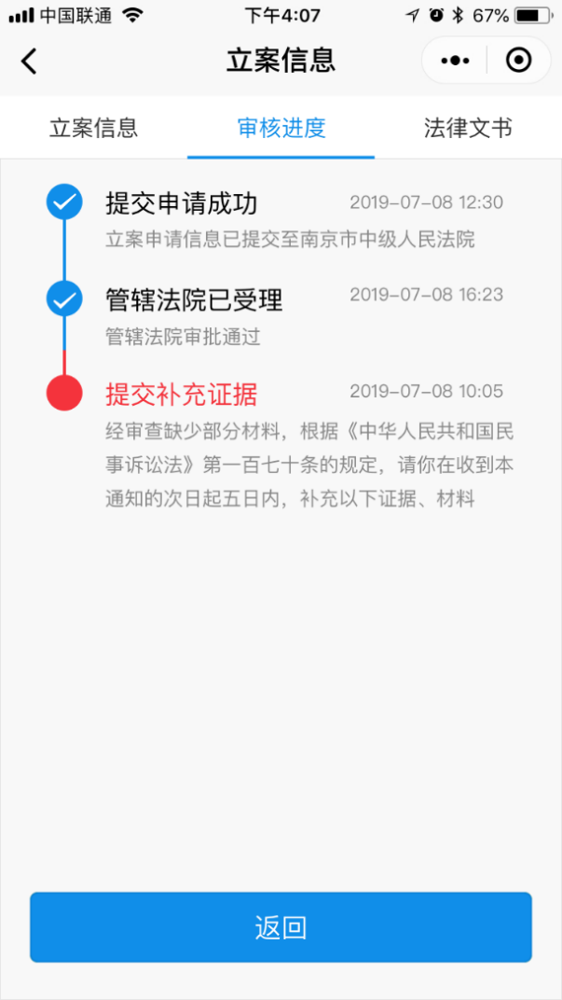 中国联通 下午4:07 67%
立案信息
立案信息 审核进度 法律文书
提交申请成功 2019-07-08 12:30
立案申请信息已提交至南京市中级人民法院
管辖法院已受理 2019-07-08 16:23
管辖法院审批通过
提交补充证据 2019-07-08 10:05
经审查缺少部分材料，根据《中华人民共和国民
事诉讼法》第一百七十条的规定，请你在收到本
通知的次日起五日内，补充以下证据、材料
返回